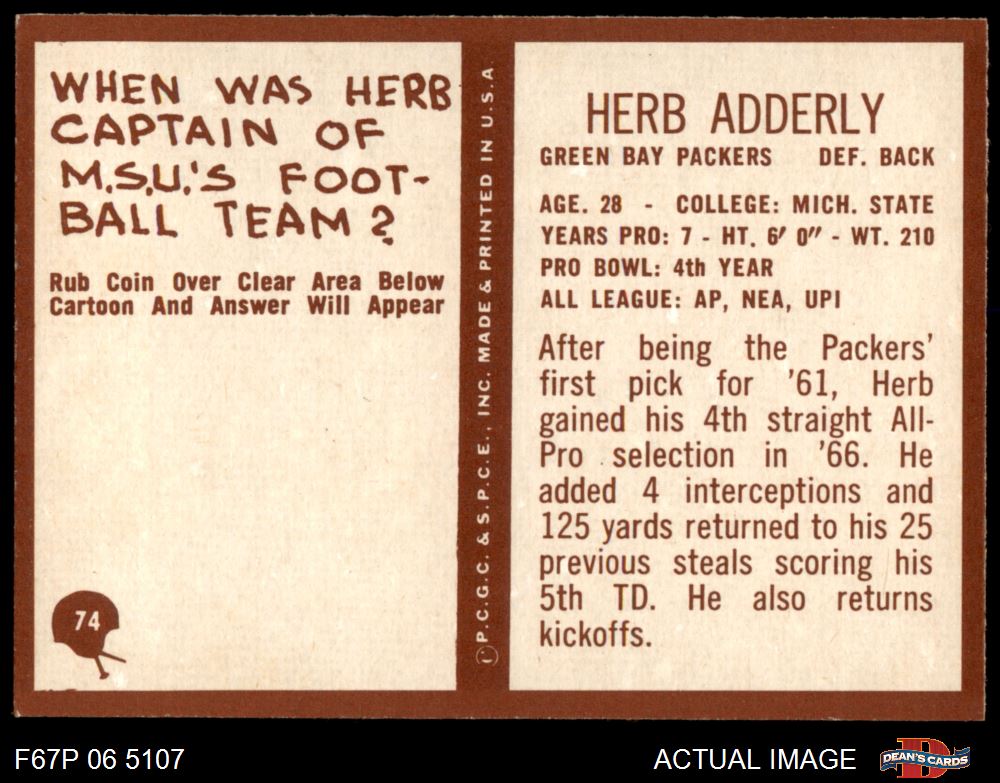 WHEN WAS HERB
CAPTAIN OF
M.S.U.'S FOOT-
BALL TEAM?
Rub Coin Over Clear Area Below
Cartoon And Answer Will Appear
74
P.C.G.C. & S.P.C.E., INC. MADE & PRINTED IN U.S.A.
HERB ADDERLY
GREEN BAY PACKERS DEF. BACK
AGE. 28 - COLLEGE: MICH. STATE
YEARS PRO: 7 - HT. 6' 0" - WT. 210
PRO BOWL: 4th YEAR
ALL LEAGUE: AP, NEA, UPI
After being the Packers'
first pick for '61, Herb
gained his 4th straight All-
Pro selection in '66. He
added 4 interceptions and
125 yards returned to his 25
previous steals scoring his
5th TD. He also returns
kickoffs.
F67P 06 5107
ACTUAL IMAGE
DEAN'S CARDS